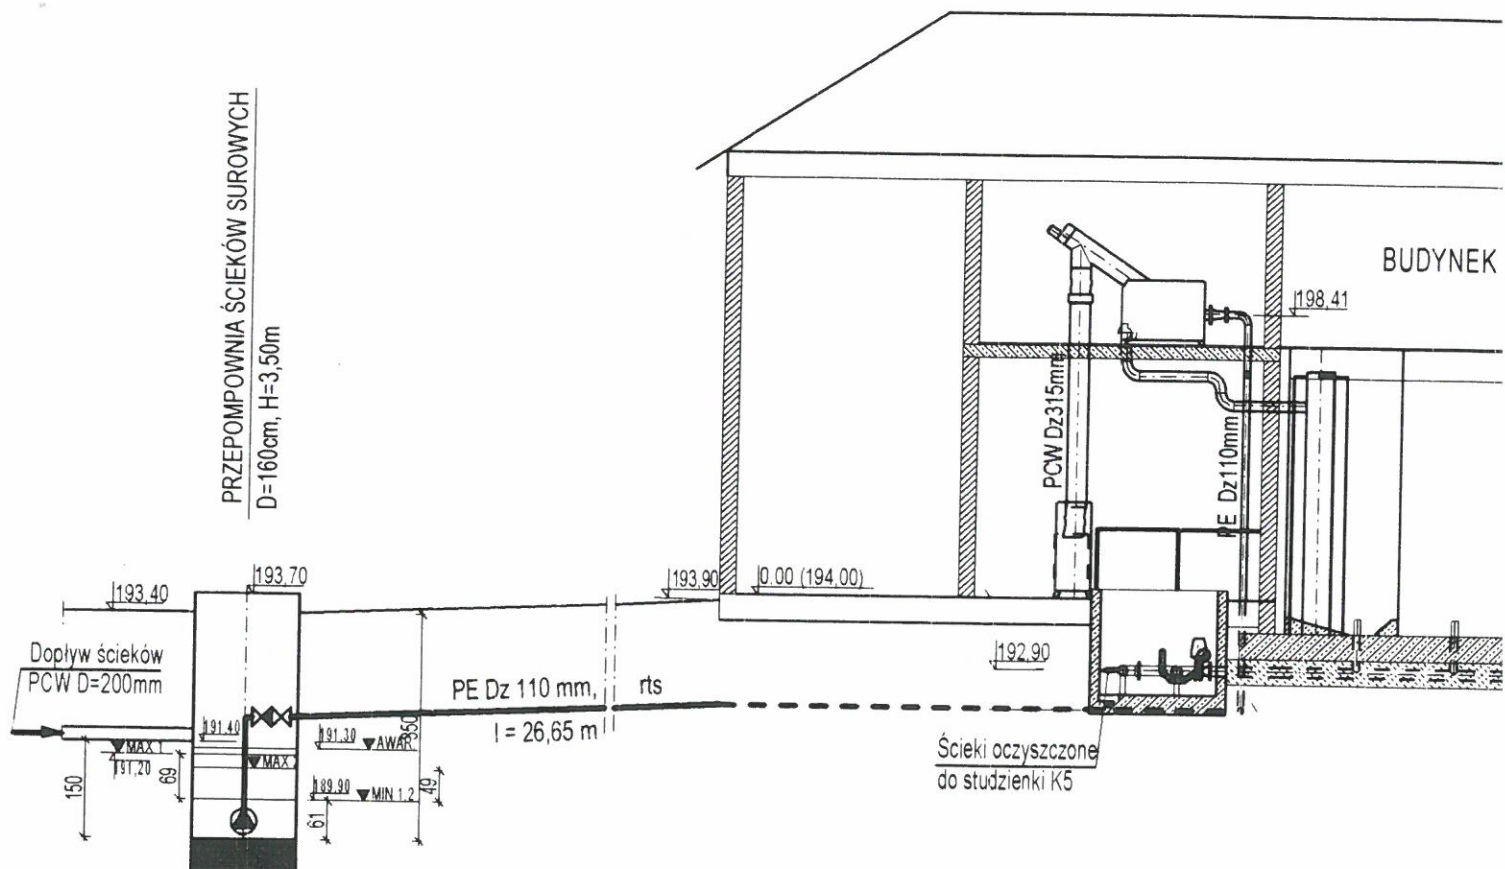 PRZEPOMPOWNIA ŚCIEKÓW SUROWYCH
D=160cm, H=3,50m
BUDYNEK
198,41
PCW Dz315mm
PE Dz110mm
193,40
193,70
193,90
0.00 (194,00)
192,90
Dopływ ścieków
PCW D=200mm
PE Dz 110 mm, rts
l = 26,65 m
191,40
191,30
AWAR.
350
MAX 1
191,20
MAX
69
150
189,90
MIN 1,2
49
61
Ścieki oczyszczone
do studzienki K5